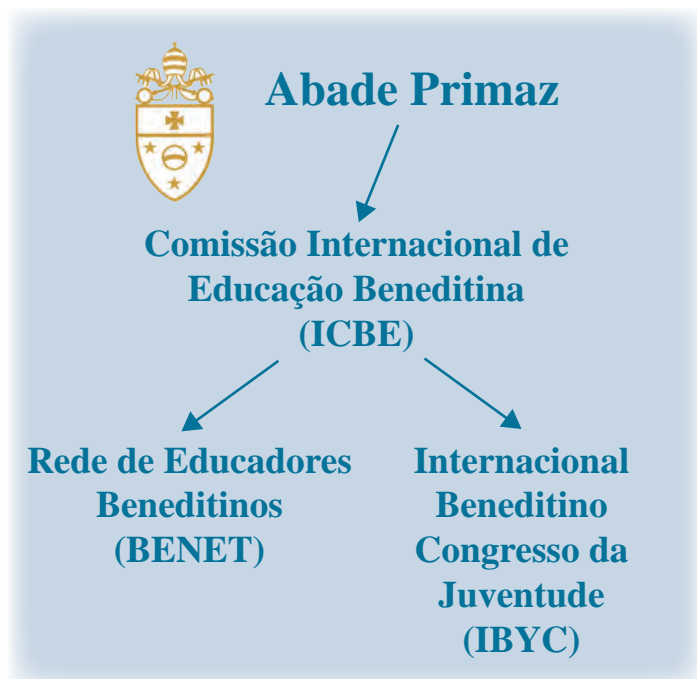 Abade Primaz
Comissão Internacional de
Educação Beneditina
(ICBE)
Rede de Educadores
Beneditinos
(BENET)
Internacional
Beneditino
Congresso da
Juventude
(IBYC)